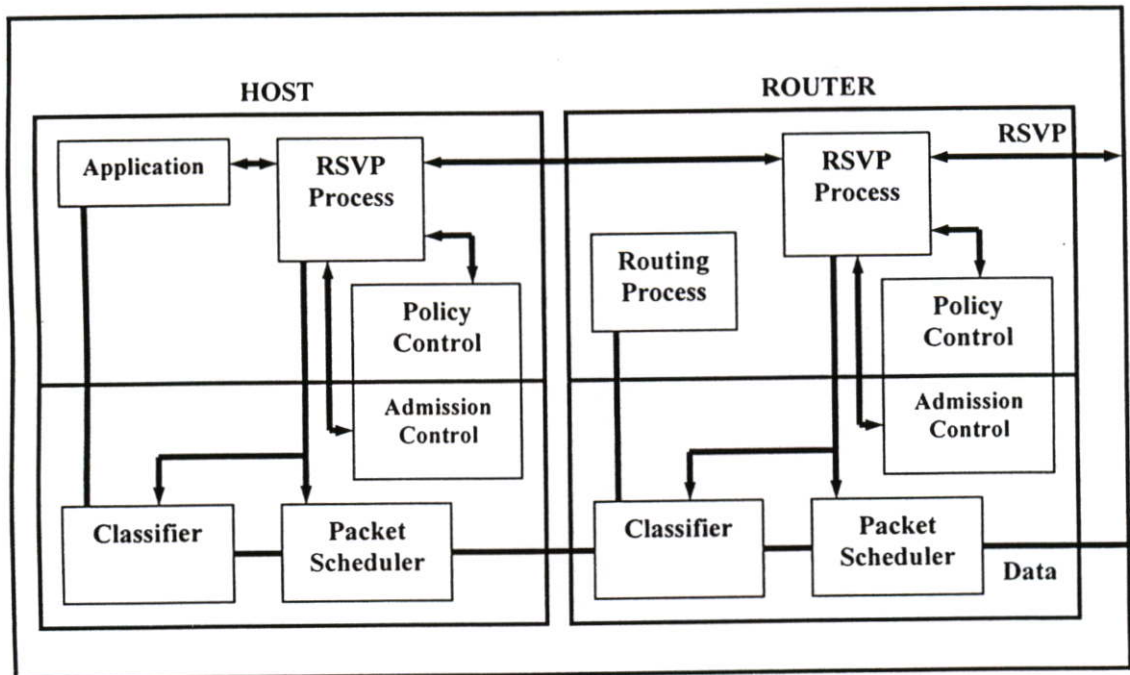 HOST
ROUTER
Application
RSVP
Process
Policy
Control
Admission
Control
Classifier
Packet
Scheduler
RSVP
RSVP
Process
Routing
Process
Policy
Control
Admission
Control
Classifier
Packet
Scheduler
Data